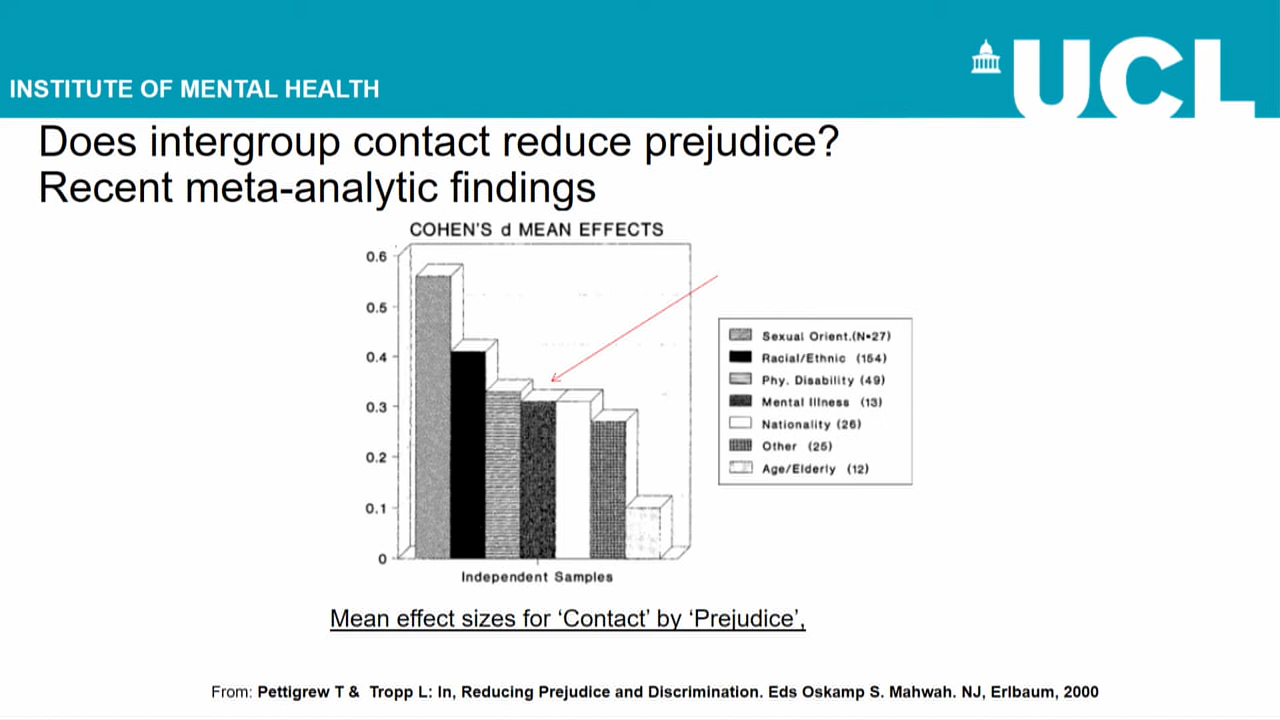 UCL
INSTITUTE OF MENTAL HEALTH
Does intergroup contact reduce prejudice?
Recent meta-analytic findings
COHEN'S d MEAN EFFECTS
0.6
0.5
0.4
0.3
0.2
0.1
0
Independent Samples
Sexual Orient.(N=27)
Racial/Ethnic (154)
Phy. Disability (49)
Mental Illness (13)
Nationality (26)
Other (25)
Age/Elderly (12)
Mean effect sizes for ‘Contact’ by ‘Prejudice’,
From: Pettigrew T & Tropp L: In, Reducing Prejudice and Discrimination. Eds Oskamp S. Mahwah. NJ, Erlbaum, 2000